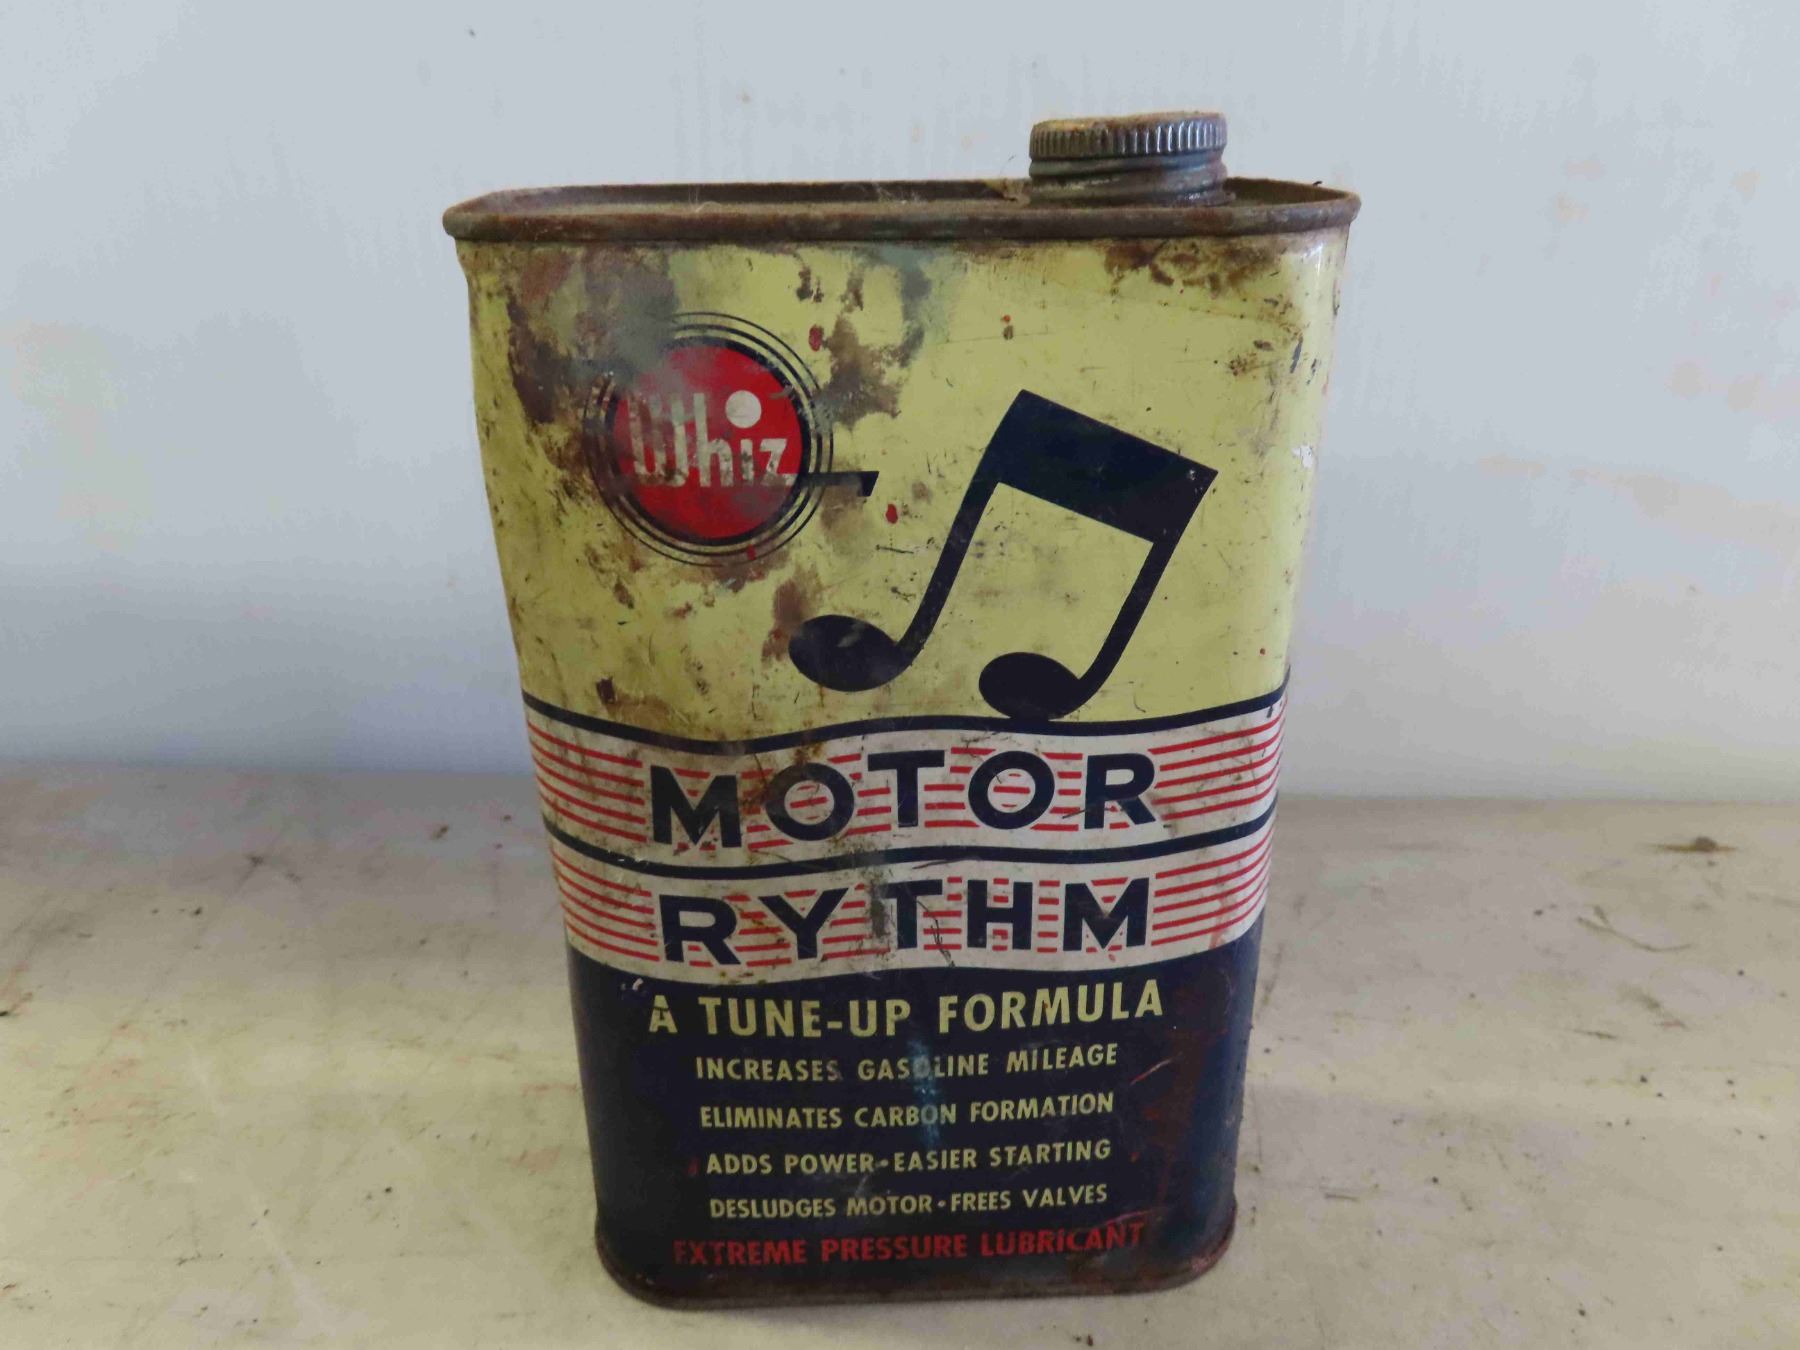 Whiz
MOTOR
RYTHM
A TUNE-UP FORMULA
INCREASES GASOLINE MILEAGE
ELIMINATES CARBON FORMATION
ADDS POWER-EASIER STARTING
DESLUDGES MOTOR-FREES VALVES
EXTREME PRESSURE LUBRICANT